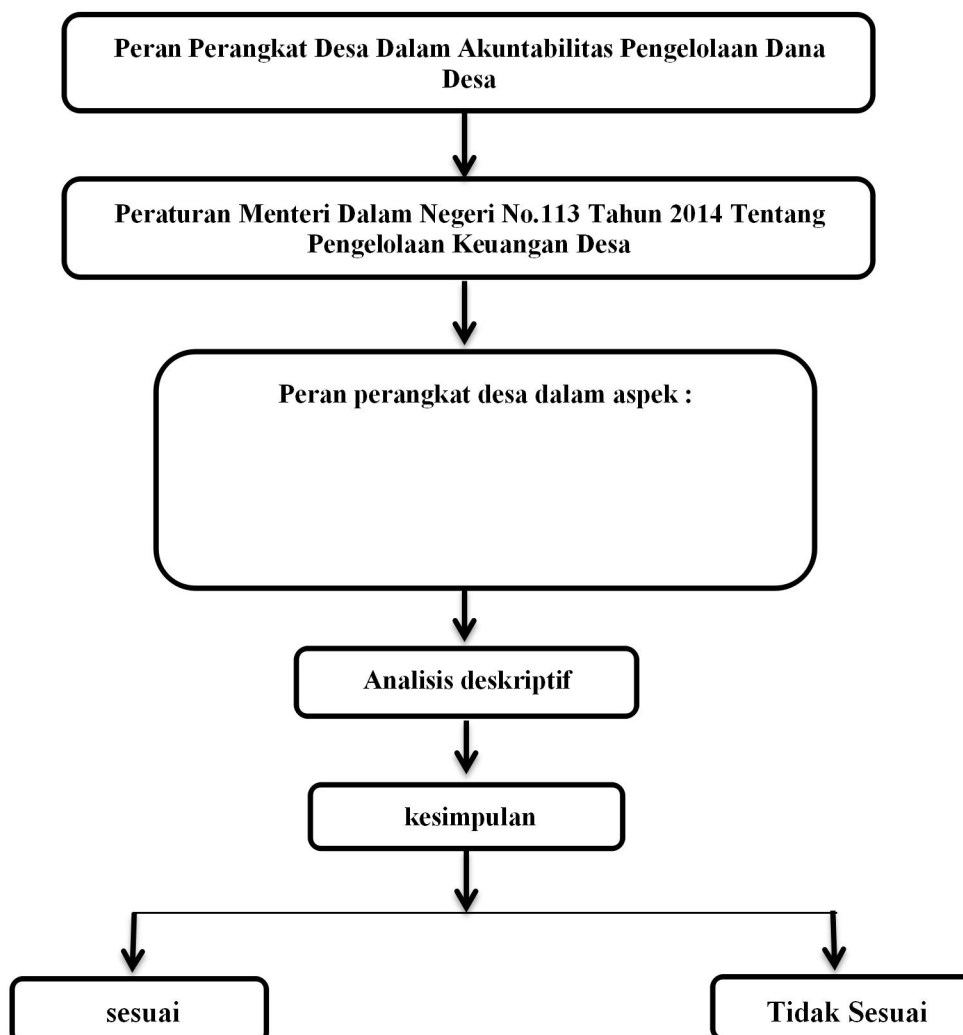 Peran Perangkat Desa Dalam Akuntabilitas Pengelolaan Dana
Desa
Peraturan Menteri Dalam Negeri No.113 Tahun 2014 Tentang
Pengelolaan Keuangan Desa
Peran perangkat desa dalam aspek :
Analisis deskriptif
kesimpulan
sesuai
Tidak Sesuai